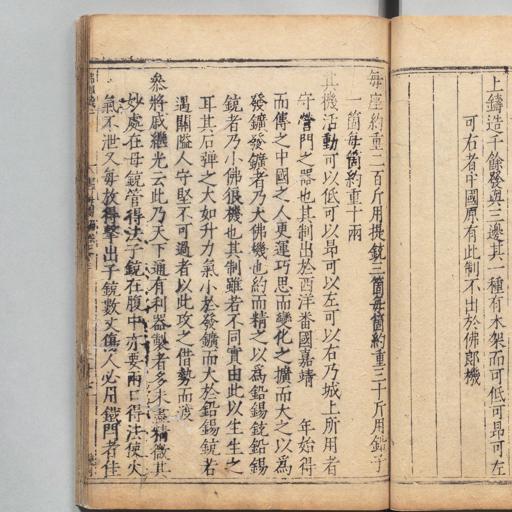 上鑄造千餘發與三邊其一種有木架而可低可昂可左
可右者中國原有此制不出於佛郎機
每座約重二百斤用提銃三箇每箇約重三十斤用鉛子
一箇每箇約重十兩
其機活動可以低可以昂可以左可以右乃城上所用者
守營門之器也其制出於西洋番國嘉靖 年始得
而傳之中國之人更運巧思而變化之擴而大之以爲
發鑛發鑛者乃大佛機也約而精之以爲鉛錫銃鉛錫
銃者乃小佛狼機也其制雖若不同實由此以生生之
耳其石彈之大如升力氣小於發鑛而大於鉛錫銃若
遇關隘人守堅不可過者以此攻之借勢而渡
叅將戚繼光云此乃天下通有利器製者多未盡精微其
妙處在母銃管得法子銃在腹中亦要兩口得法使火
氣不泄又每放得擊出子銃數丈傷人必用鐵門者佳